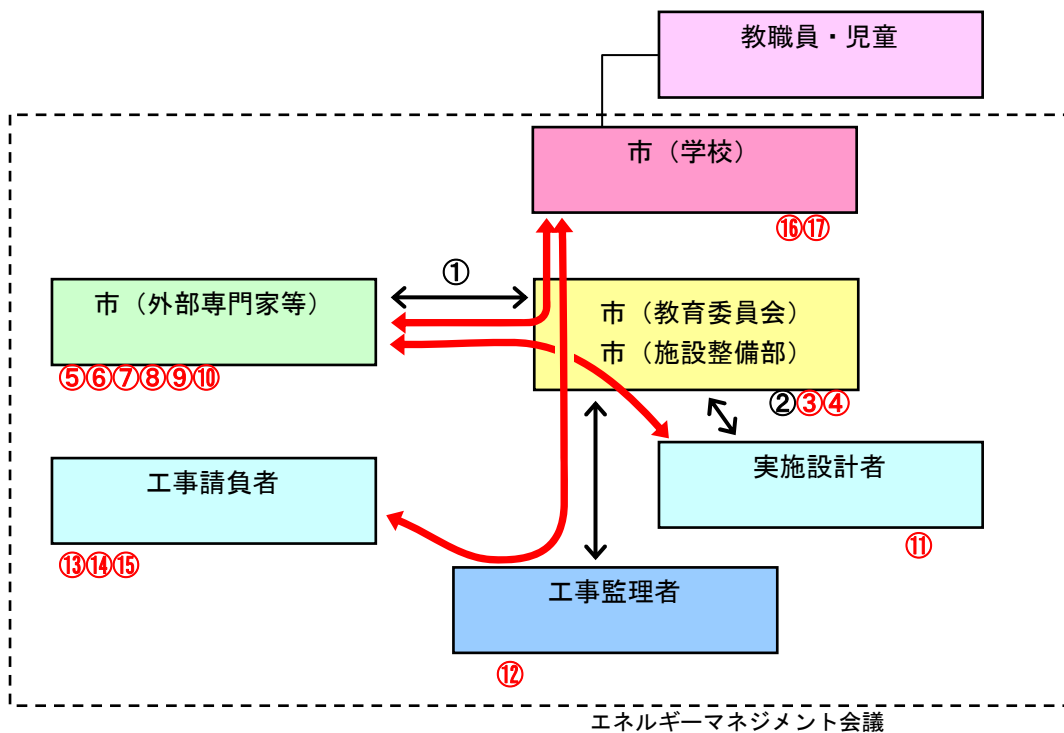 教職員・児童
市（学校）
⑯⑰
①
市（外部専門家等）
市（教育委員会）
市（施設整備部）
⑤⑥⑦⑧⑨⑩
②③④
工事請負者
実施設計者
⑪
⑬⑭⑮
工事監理者
⑫
エネルギーマネジメント会議